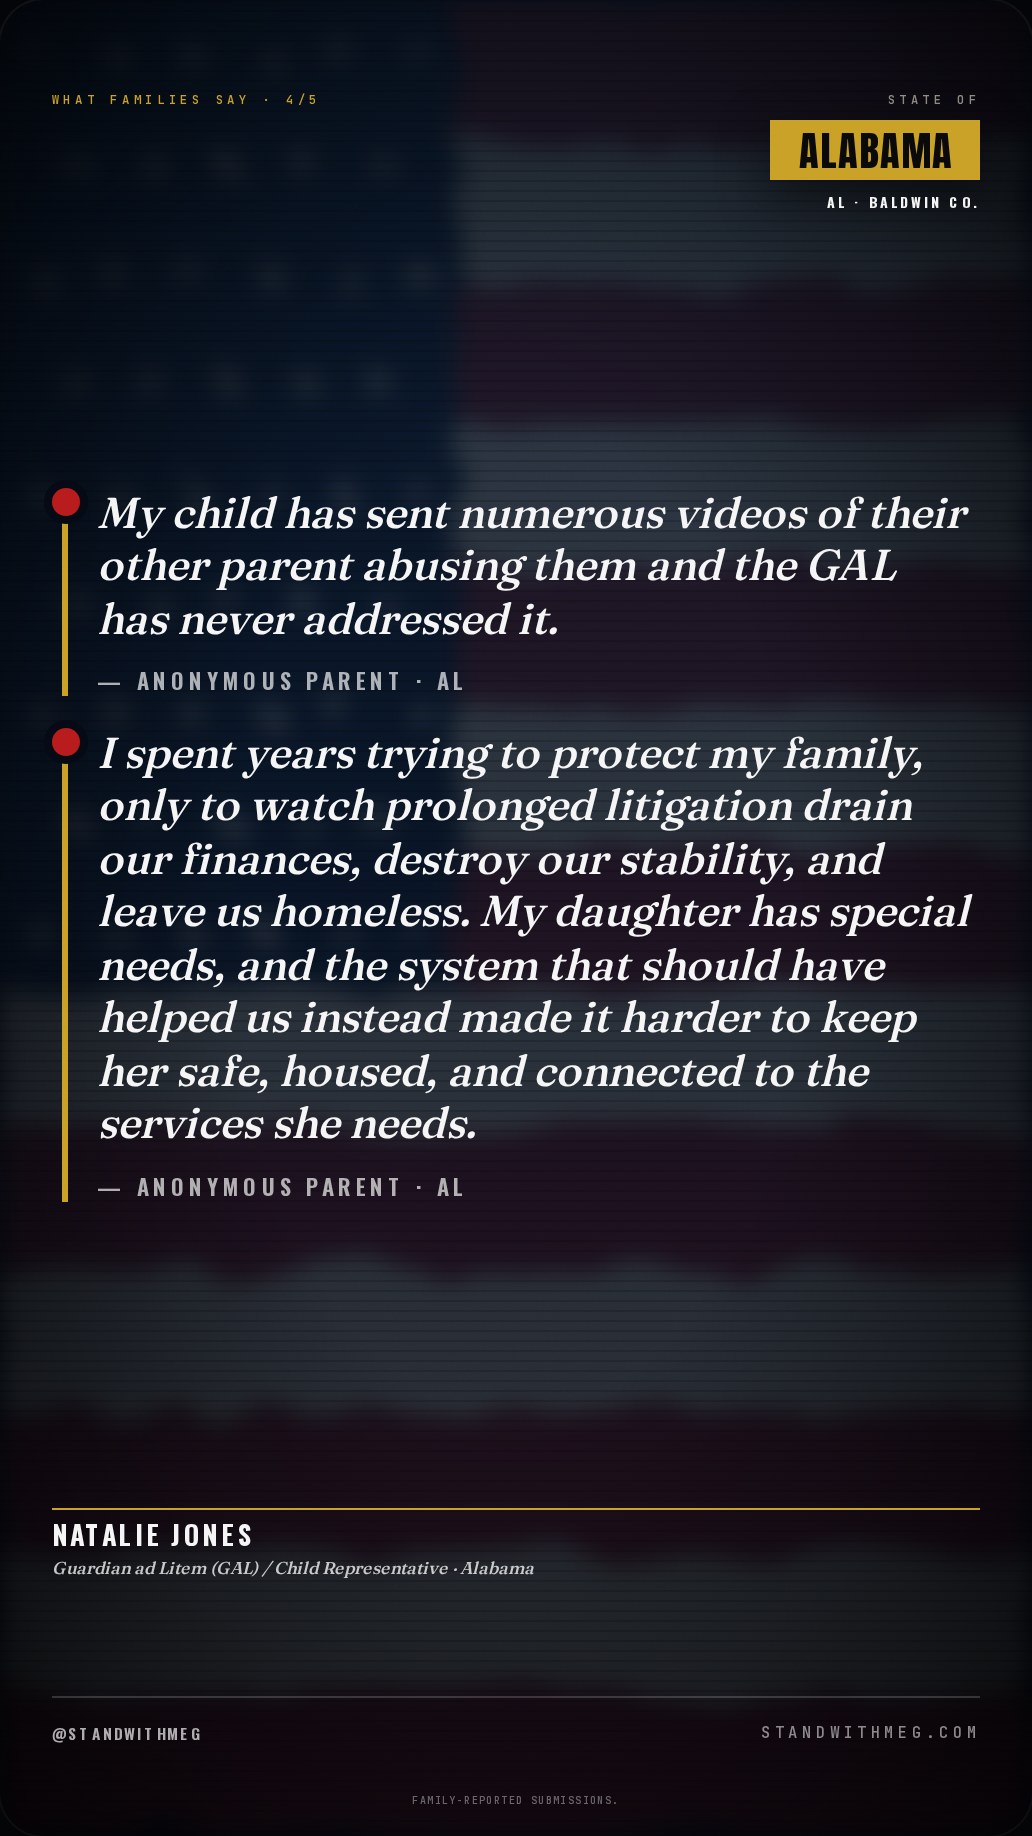 WHAT FAMILIES SAY · 4/5
STATE OF
ALABAMA
AL · BALDWIN CO.
My child has sent numerous videos of their
other parent abusing them and the GAL
has never addressed it.
— ANONYMOUS PARENT · AL
I spent years trying to protect my family,
only to watch prolonged litigation drain
our finances, destroy our stability, and
leave us homeless. My daughter has special
needs, and the system that should have
helped us instead made it harder to keep
her safe, housed, and connected to the
services she needs.
— ANONYMOUS PARENT · AL
NATALIE JONES
Guardian ad Litem (GAL) / Child Representative · Alabama
@STANDWITHMEG
STANDWITHMEG.COM
FAMILY-REPORTED SUBMISSIONS.